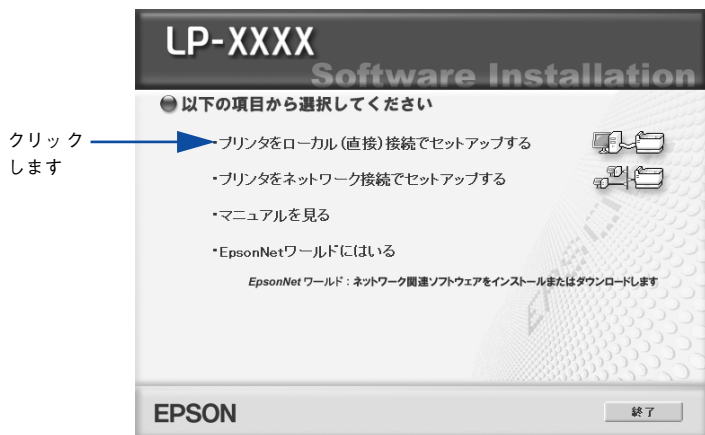 LP-XXXX
Software Installation
以下の項目から選択してください
クリック
します
・プリンタをローカル(直接)接続でセットアップする
・プリンタをネットワーク接続でセットアップする
・マニュアルを見る
・EpsonNetワールドにはいる
EpsonNet ワールド:ネットワーク関連ソフトウェアをインストールまたはダウンロードします
EPSON
EPSON
終了